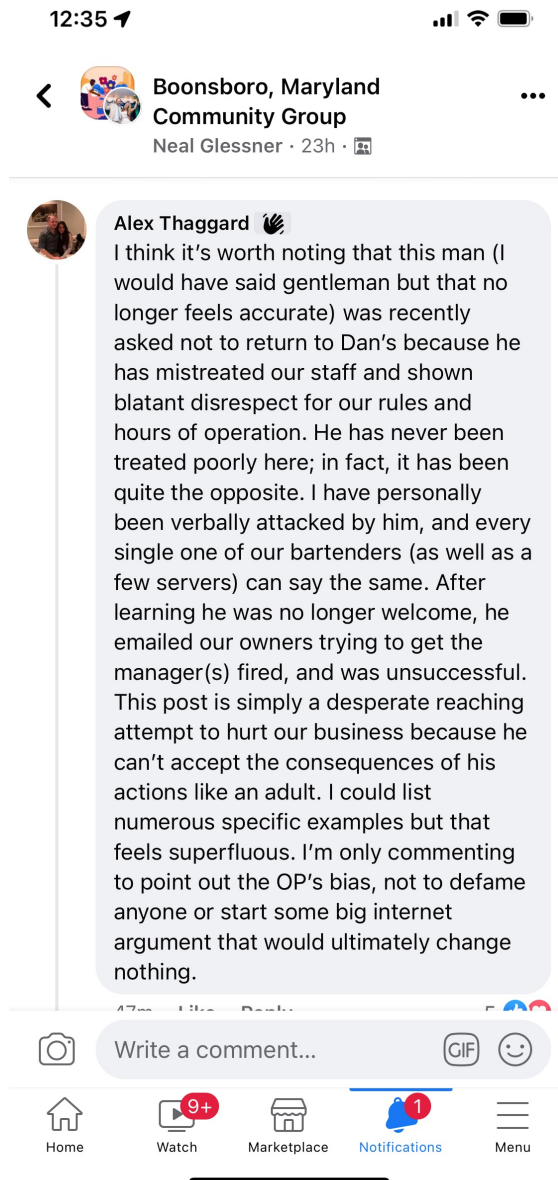 12:35
Boonsboro, Maryland
Community Group
Neal Glessner · 23h ·
Alex Thaggard
I think it's worth noting that this man (I
would have said gentleman but that no
longer feels accurate) was recently
asked not to return to Dan's because he
has mistreated our staff and shown
blatant disrespect for our rules and
hours of operation. He has never been
treated poorly here; in fact, it has been
quite the opposite. I have personally
been verbally attacked by him, and every
single one of our bartenders (as well as a
few servers) can say the same. After
learning he was no longer welcome, he
emailed our owners trying to get the
manager(s) fired, and was unsuccessful.
This post is simply a desperate reaching
attempt to hurt our business because he
can't accept the consequences of his
actions like an adult. I could list
numerous specific examples but that
feels superfluous. I'm only commenting
to point out the OP's bias, not to defame
anyone or start some big internet
argument that would ultimately change
nothing.
47m Like Reply 5
Write a comment...
GIF
9+ 1
Home Watch Marketplace Notifications Menu